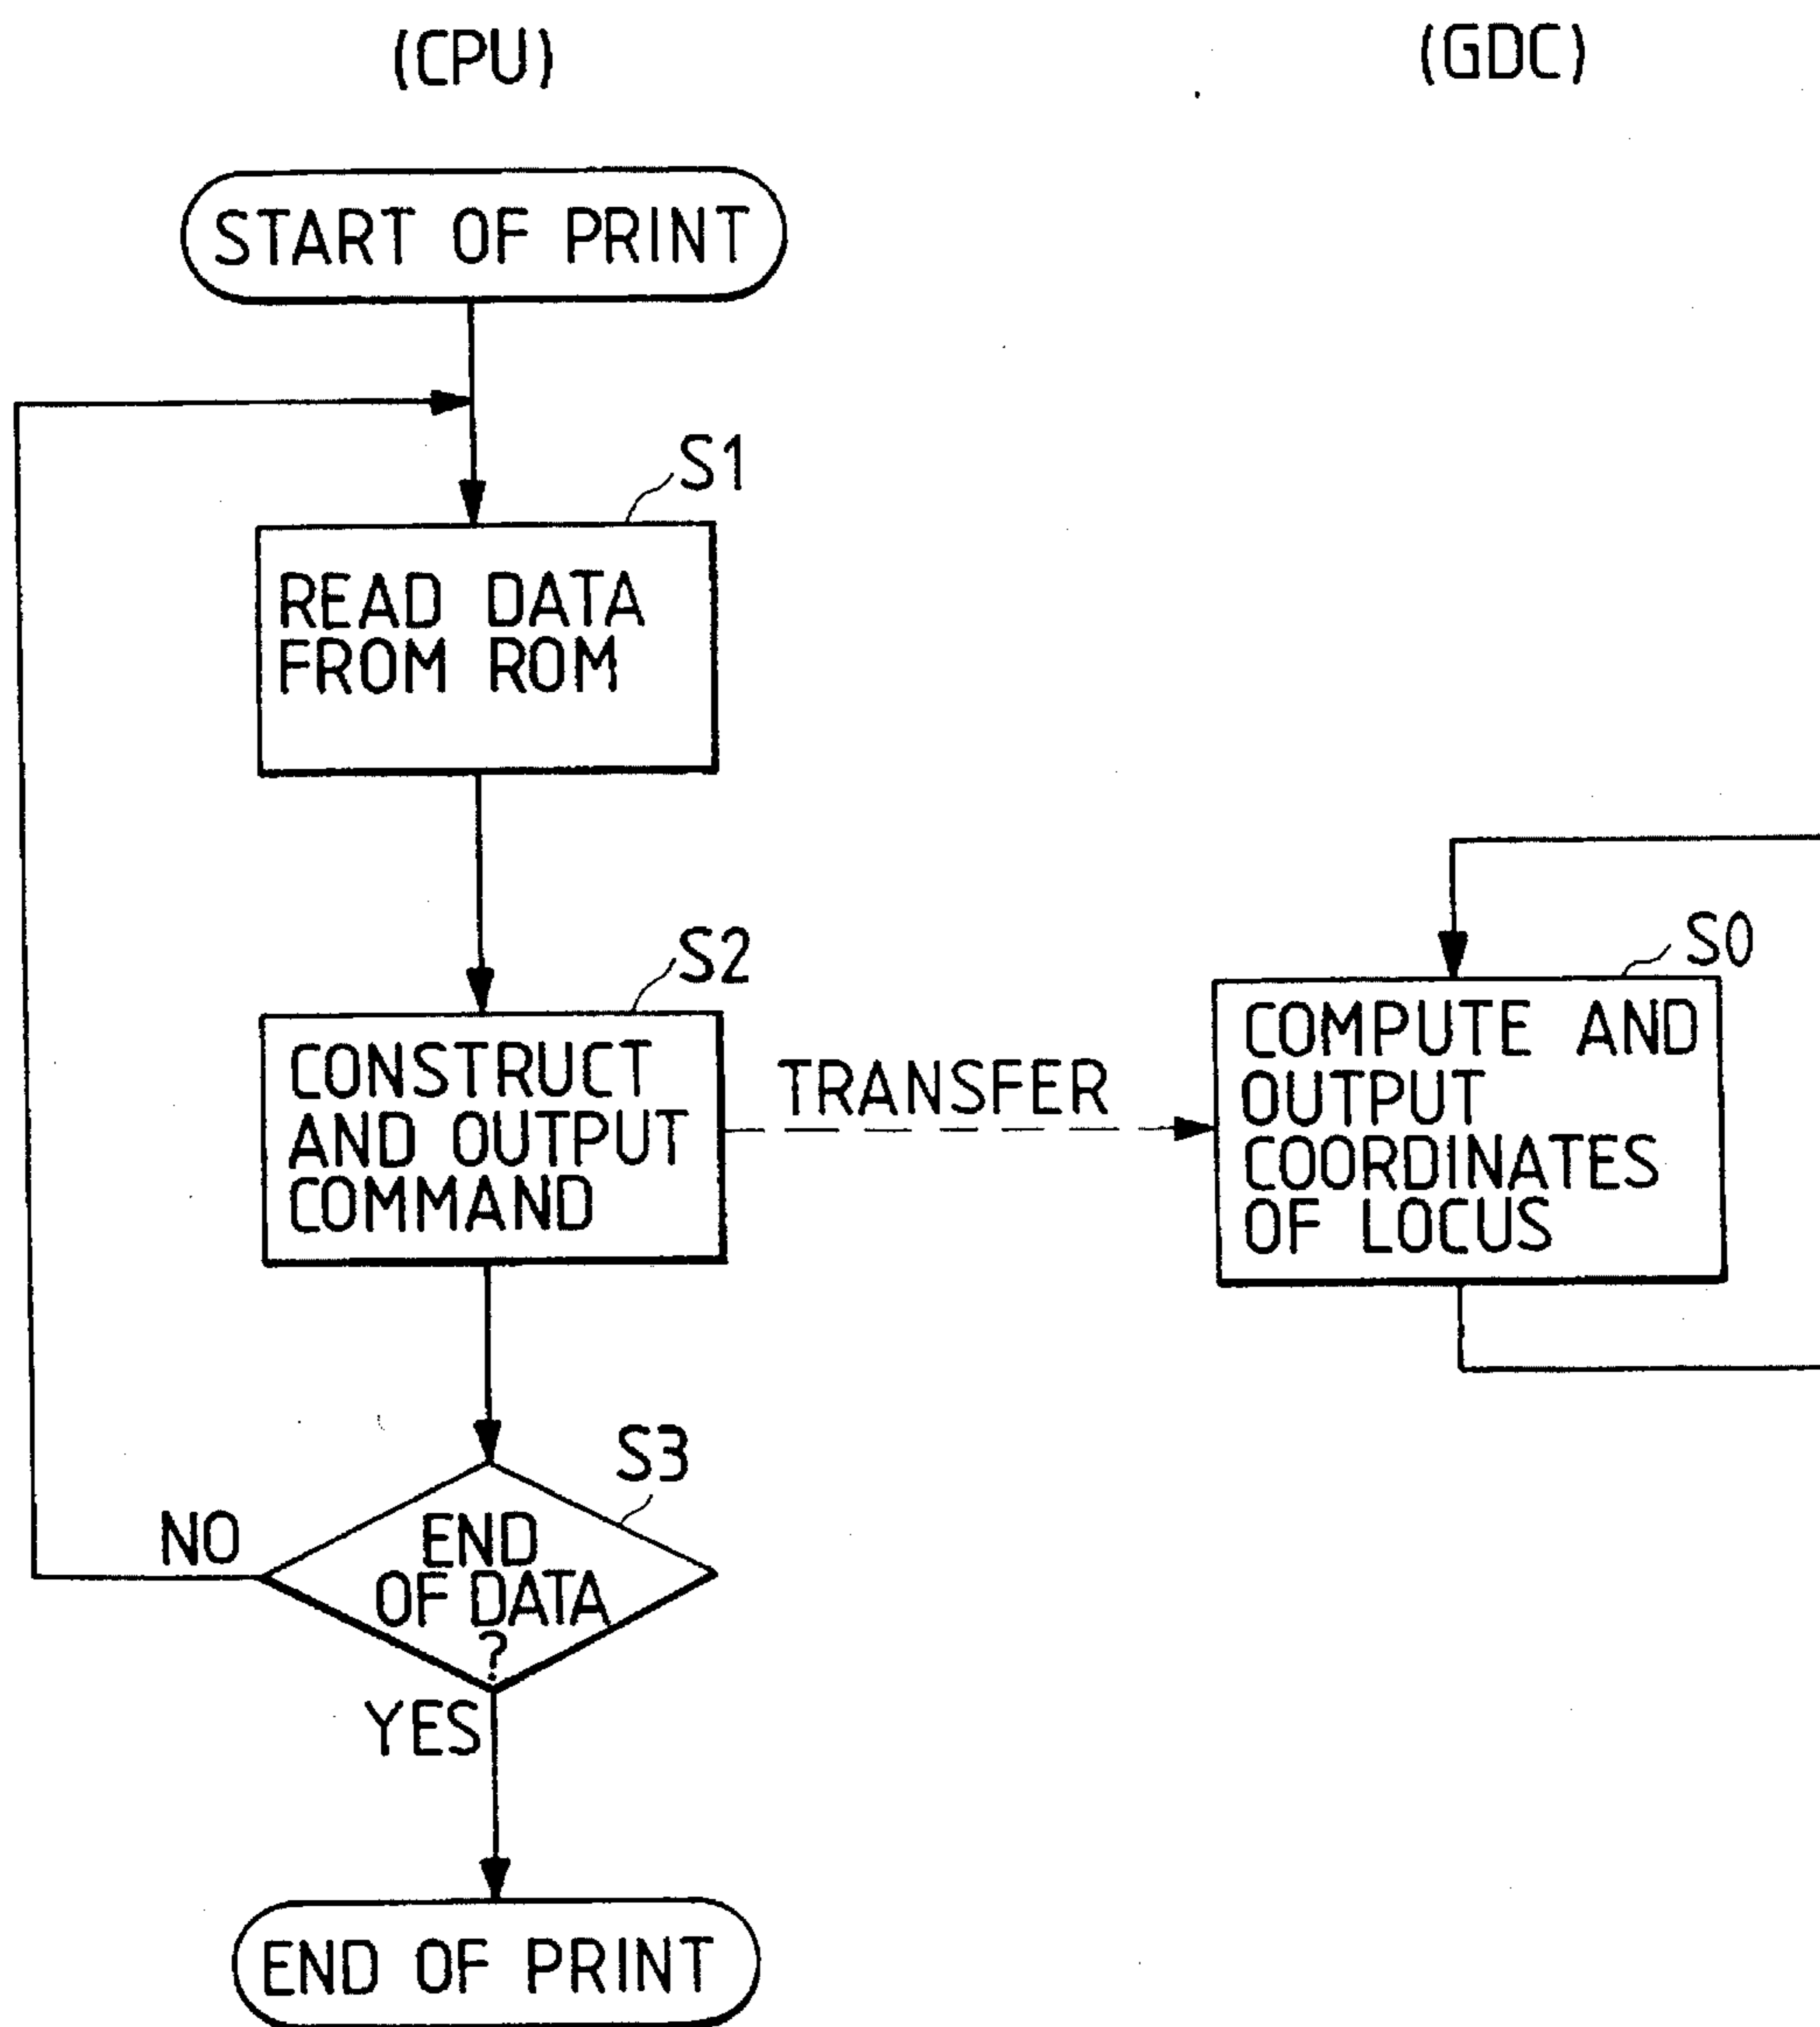 (CPU)
(GDC)
START OF PRINT
S1
READ DATA
FROM ROM
S2
CONSTRUCT
AND OUTPUT
COMMAND
TRANSFER
S0
COMPUTE AND
OUTPUT
COORDINATES
OF LOCUS
S3
END
OF DATA
?
NO
YES
END OF PRINT